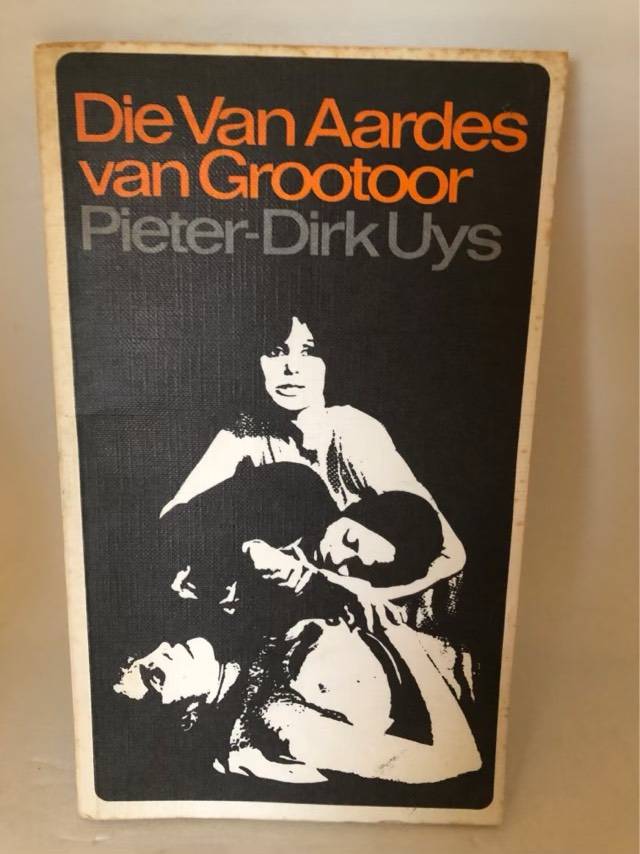 Die Van Aardes
van Grootoor
Pieter-Dirk Uys